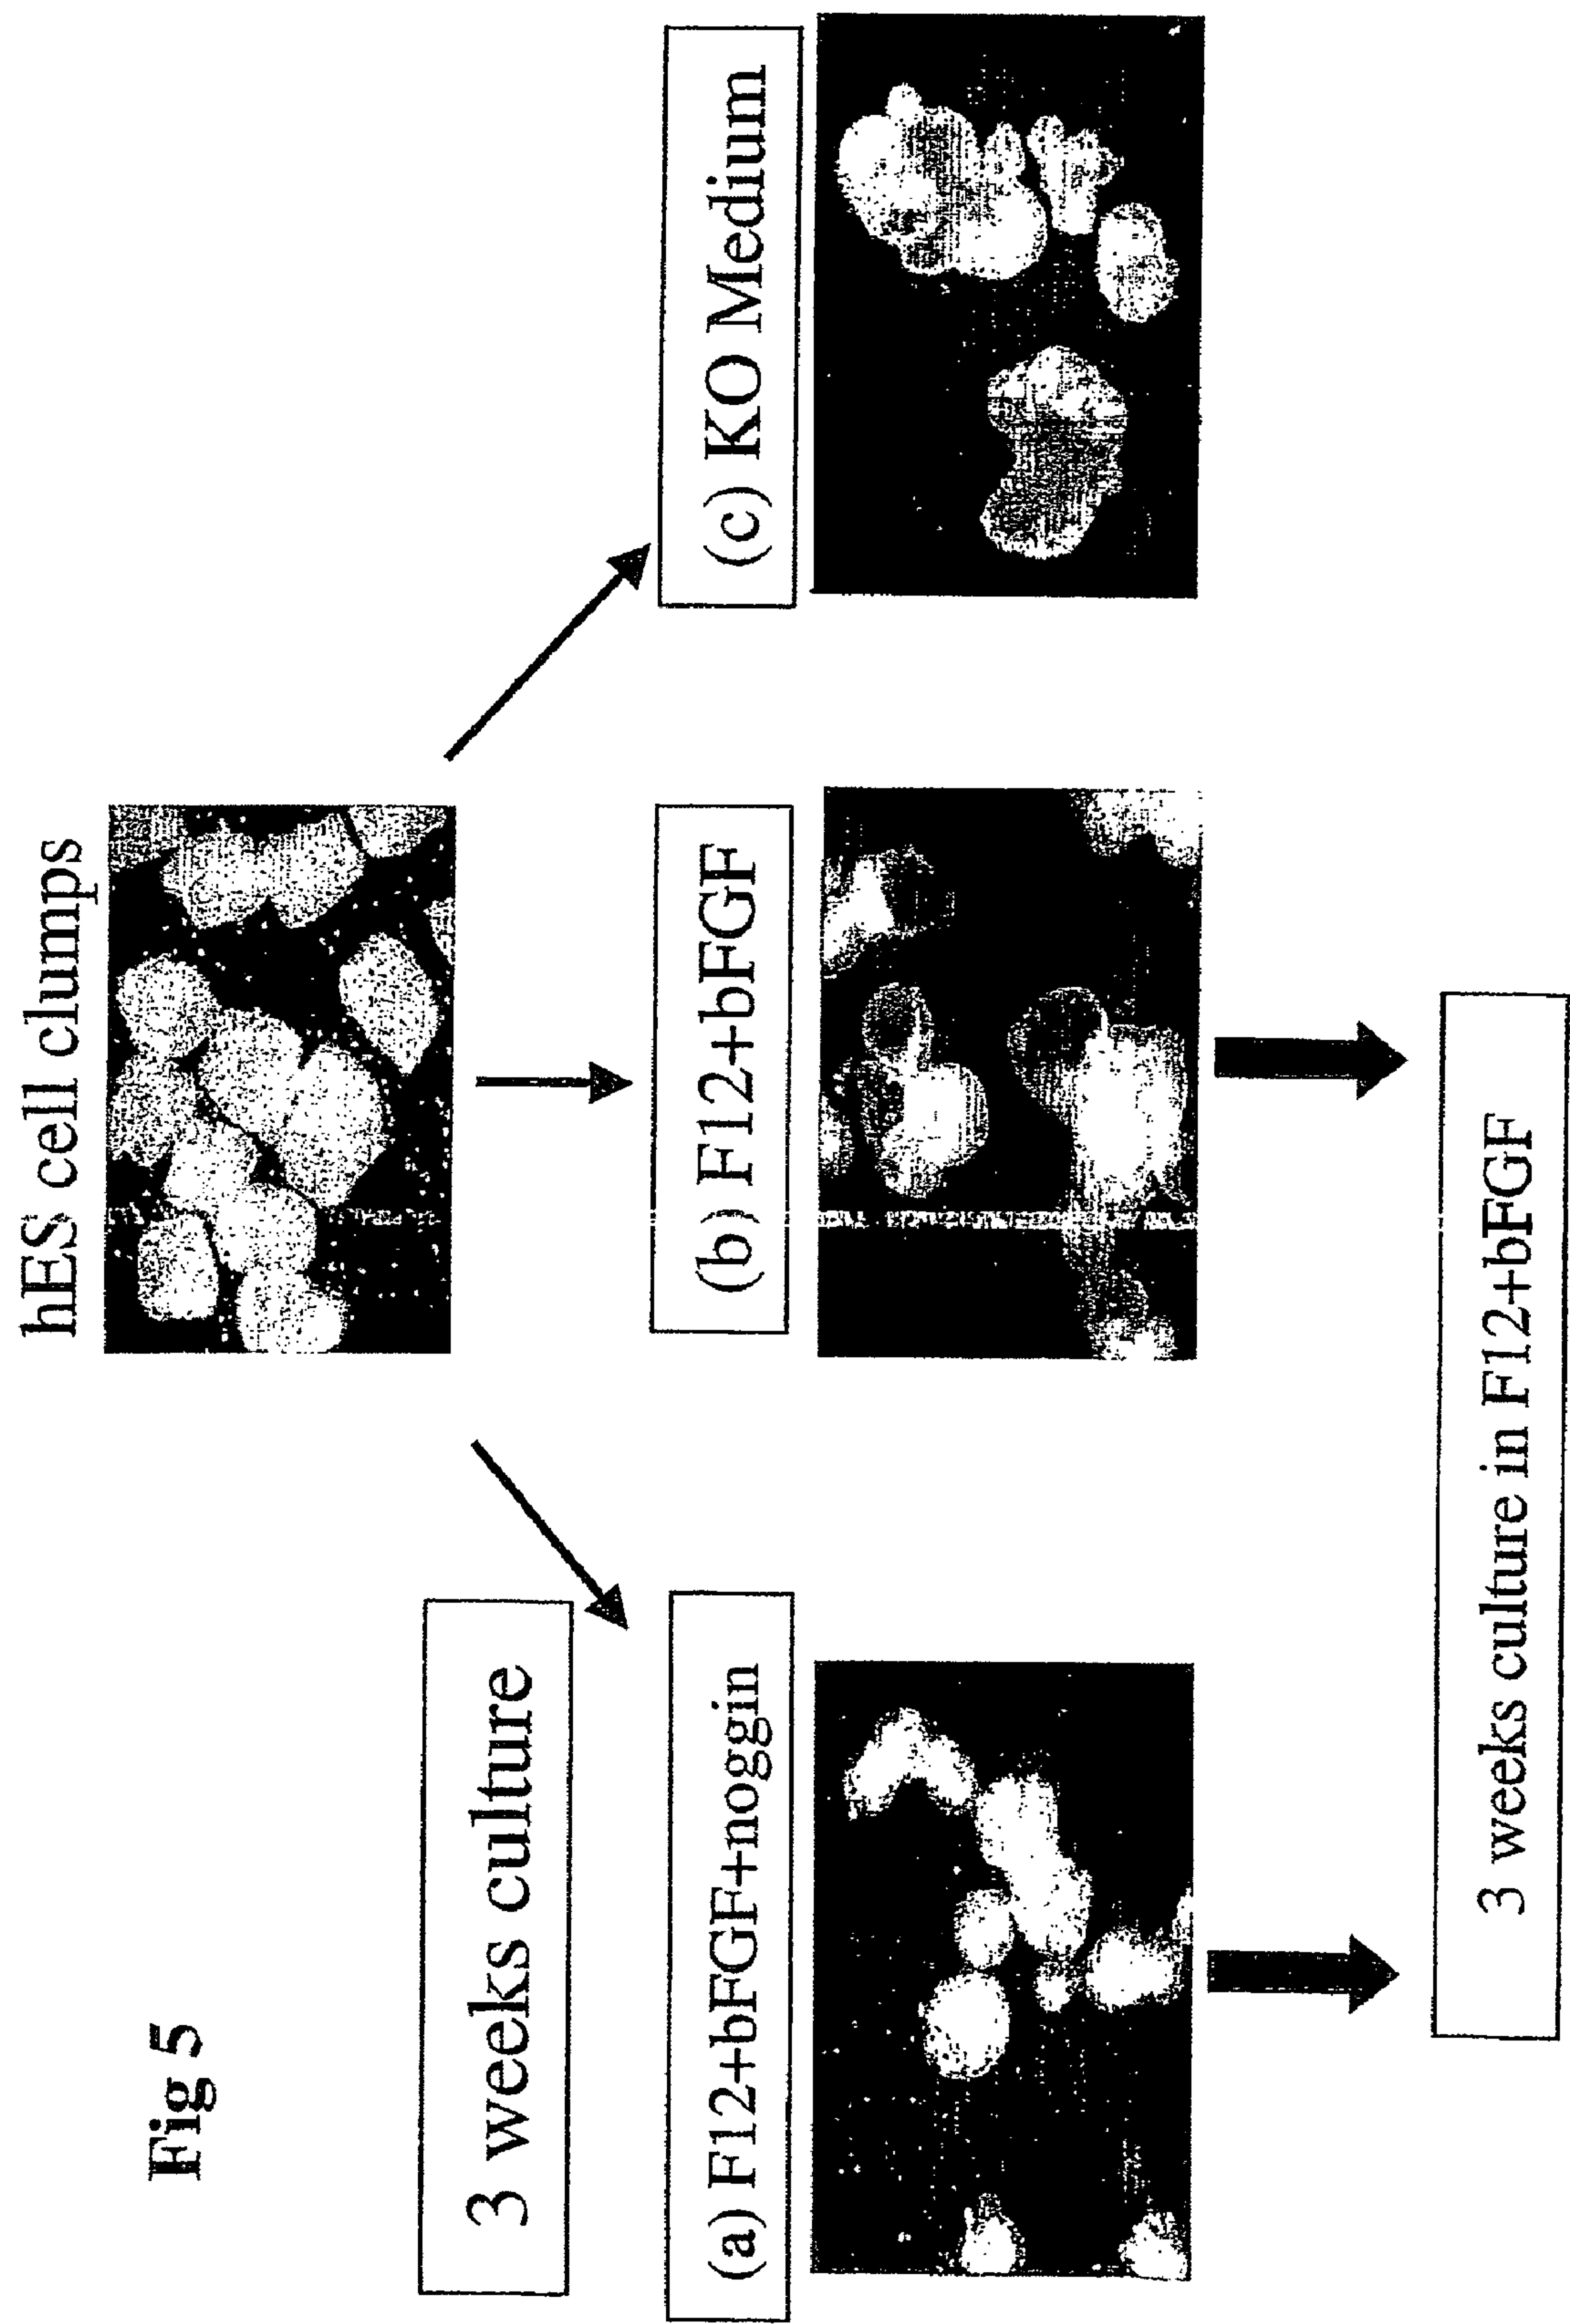 Fig 5
hES cell clumps
3 weeks culture
(a) F12+bFGF+noggin
(b) F12+bFGF
(c) KO Medium
3 weeks culture in F12+bFGF